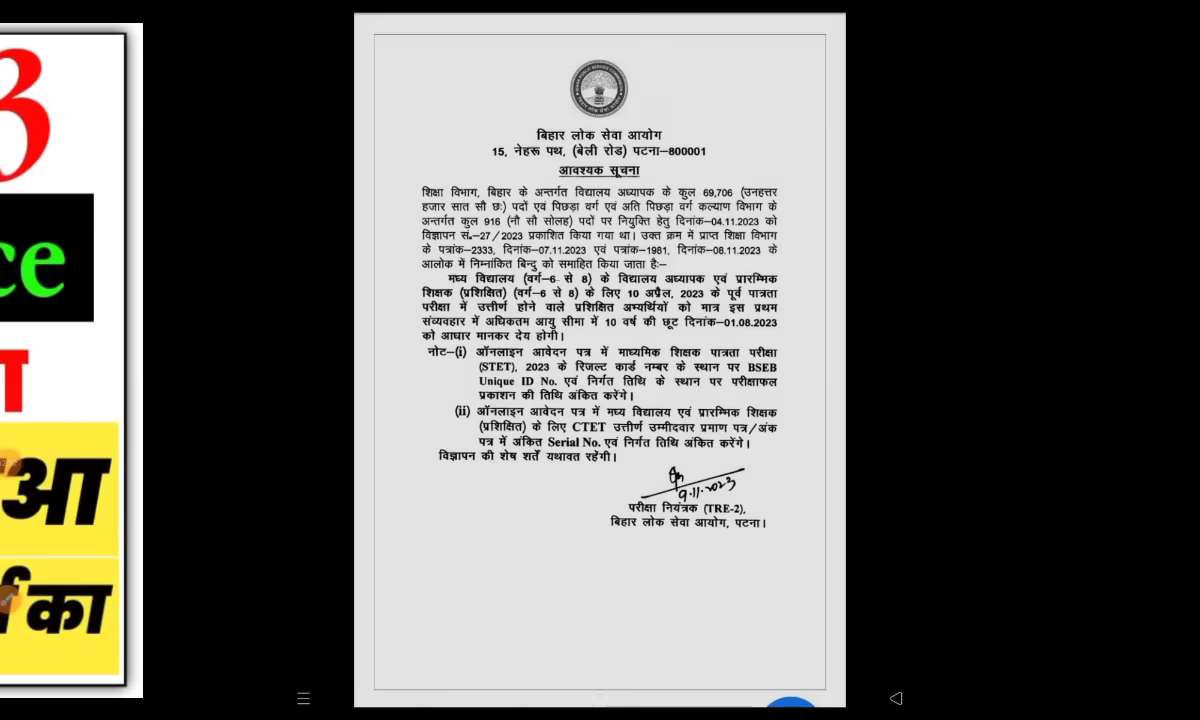 3
ce
बिहार लोक सेवा आयोग
15, नेहरू पथ, (बेली रोड) पटना–800001
आवश्यक सूचना
शिक्षा विभाग, बिहार के अन्तर्गत विद्यालय अध्यापक के कुल 69,706 (उनहत्तर
हजार सात सौ छः) पदों एवं पिछड़ा वर्ग एवं अति पिछड़ा वर्ग कल्याण विभाग के
अन्तर्गत कुल 916 (नौ सौ सोलह) पदों पर नियुक्ति हेतु दिनांक–04.11.2023 को
विज्ञापन सं.–27/2023 प्रकाशित किया गया था। उक्त क्रम में प्राप्त शिक्षा विभाग
के पत्रांक–2333, दिनांक–07.11.2023 एवं पत्रांक–1981, दिनांक–08.11.2023 के
आलोक में निम्नांकित बिन्दु को समाहित किया जाता हैः–
मध्य विद्यालय (वर्ग–6 से 8) के विद्यालय अध्यापक एवं प्रारम्भिक
शिक्षक (प्रशिक्षित) (वर्ग–6 से 8) के लिए 10 अप्रैल, 2023 के पूर्व पात्रता
परीक्षा में उत्तीर्ण होने वाले प्रशिक्षित अभ्यर्थियों को मात्र इस प्रथम
संव्यवहार में अधिकतम आयु सीमा में 10 वर्ष की छूट दिनांक–01.08.2023
को आधार मानकर देय होगी।
नोट–(i) ऑनलाइन आवेदन पत्र में माध्यमिक शिक्षक पात्रता परीक्षा
(STET), 2023 के रिजल्ट कार्ड नम्बर के स्थान पर BSEB
Unique ID No. एवं निर्गत तिथि के स्थान पर परीक्षाफल
प्रकाशन की तिथि अंकित करेंगे।
(ii) ऑनलाइन आवेदन पत्र में मध्य विद्यालय एवं प्रारम्भिक शिक्षक
(प्रशिक्षित) के लिए CTET उत्तीर्ण उम्मीदवार प्रमाण पत्र/अंक
पत्र में अंकित Serial No. एवं निर्गत तिथि अंकित करेंगे।
विज्ञापन की शेष शर्तें यथावत रहेंगी।
9.11.2023
परीक्षा नियंत्रक (TRE-2),
बिहार लोक सेवा आयोग, पटना।
आ
का